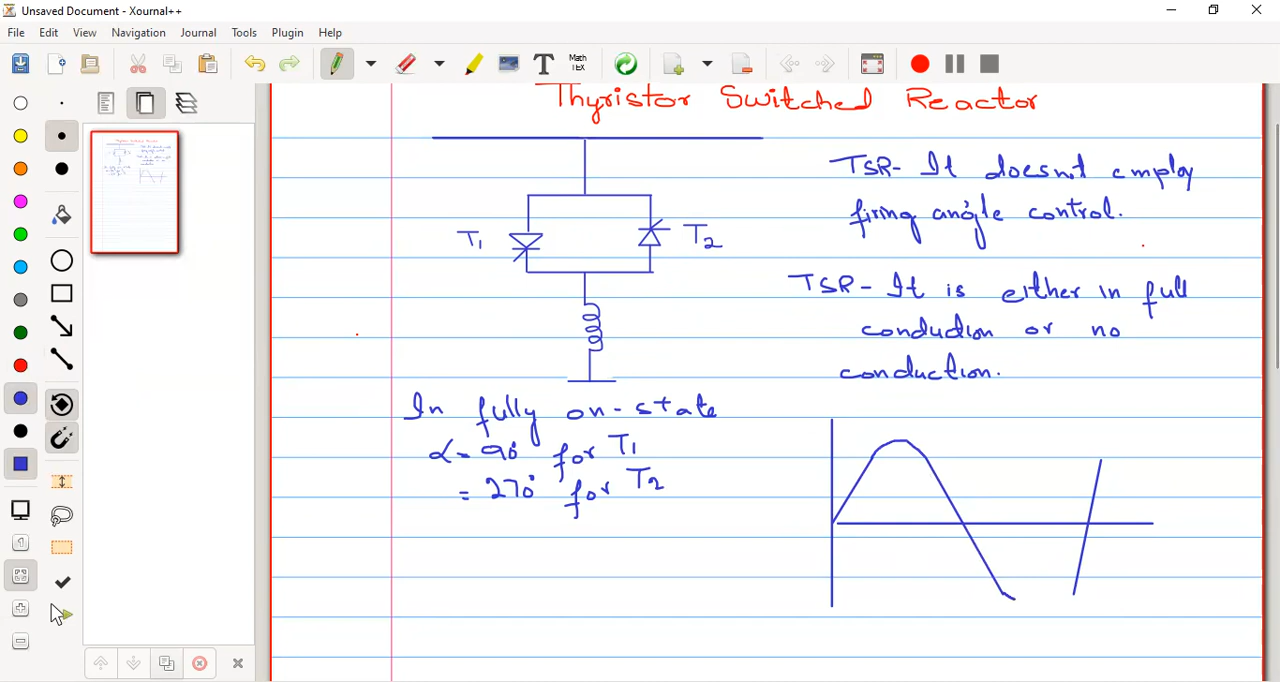 Unsaved Document - Xournal++
File Edit View Navigation Journal Tools Plugin Help
T
Math
TEX
Thyristor Switched Reactor
TSR- It doesn't employ
firing angle control.
T1
T2
TSR- It is either in full
conduction or no
conduction.
In fully on-state
α = 90° for T1
= 270° for T2